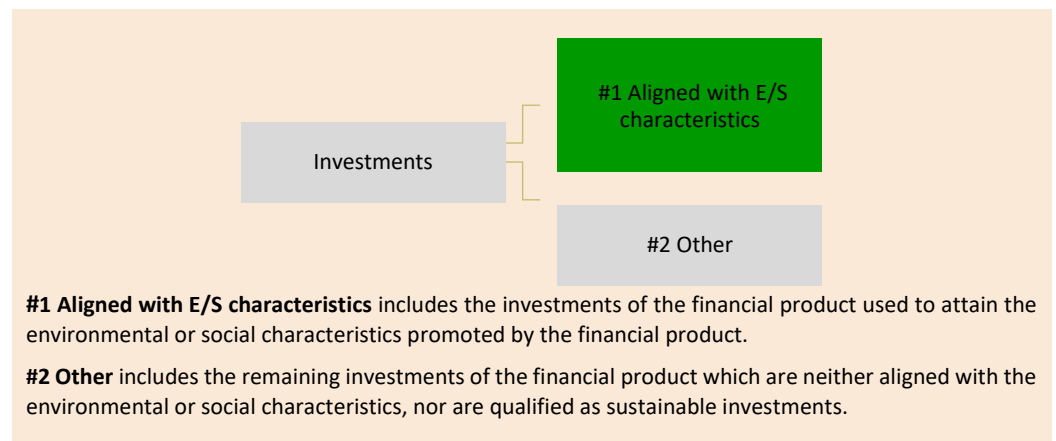 #1 Aligned with E/S
characteristics
Investments
#2 Other
#1 Aligned with E/S characteristics includes the investments of the financial product used to attain the
environmental or social characteristics promoted by the financial product.
#2 Other includes the remaining investments of the financial product which are neither aligned with the
environmental or social characteristics, nor are qualified as sustainable investments.